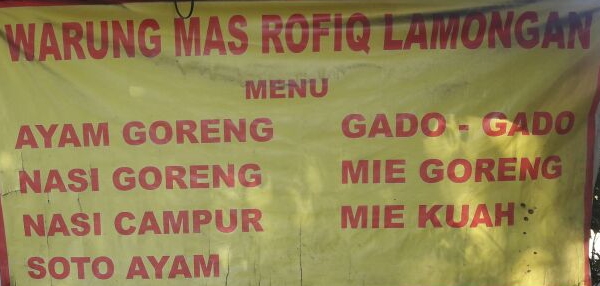 WARUNG MAS ROFIQ LAMONGAN
MENU
AYAM GORENG
NASI GORENG
NASI CAMPUR
SOTO AYAM
GADO - GADO
MIE GORENG
MIE KUAH